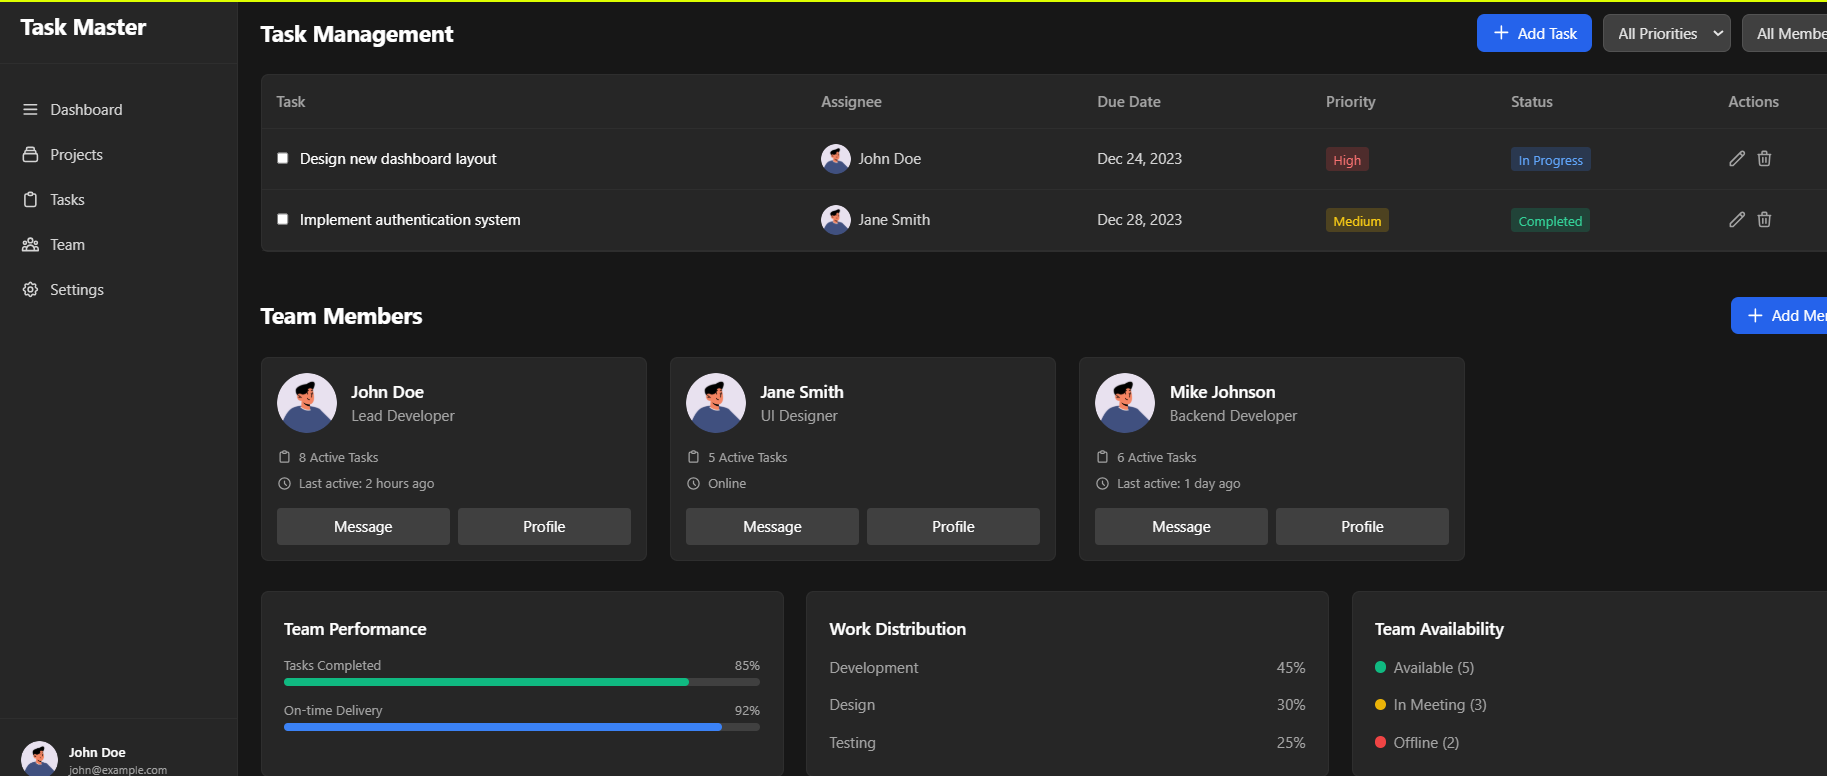 Task Master
Dashboard
Projects
Tasks
Team
Settings
John Doe
john@example.com
Task Management
Add Task
All Priorities
All Membe
Task Assignee Due Date Priority Status Actions
Design new dashboard layout John Doe Dec 24, 2023 High In Progress
Implement authentication system Jane Smith Dec 28, 2023 Medium Completed
Team Members
Add Mer
John Doe
Lead Developer
8 Active Tasks
Last active: 2 hours ago
Message Profile
Jane Smith
UI Designer
5 Active Tasks
Online
Message Profile
Mike Johnson
Backend Developer
6 Active Tasks
Last active: 1 day ago
Message Profile
Team Performance
Tasks Completed 85%
On-time Delivery 92%
Work Distribution
Development 45%
Design 30%
Testing 25%
Team Availability
Available (5)
In Meeting (3)
Offline (2)